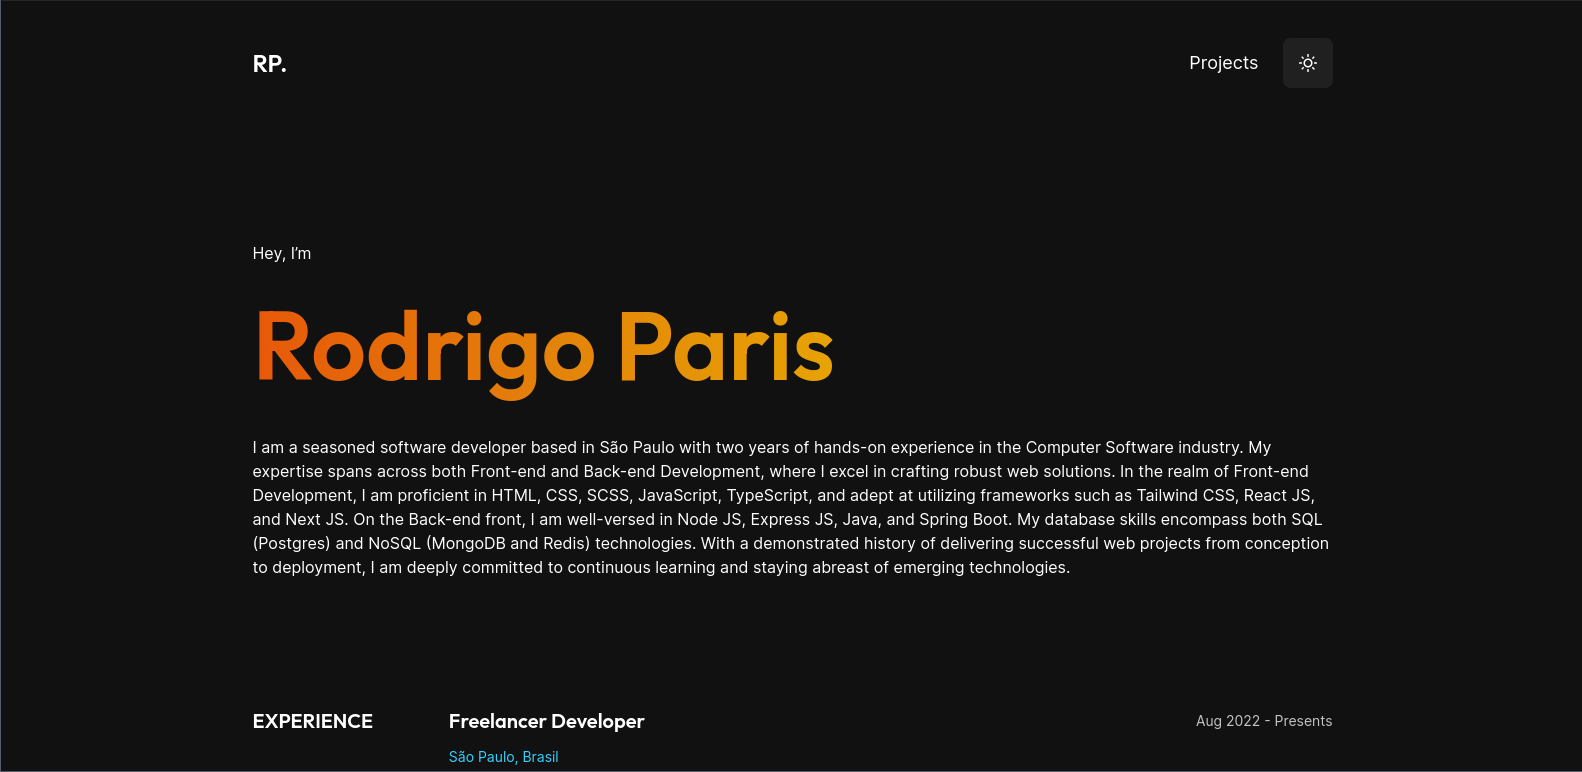 RP.
Projects
Hey, I’m
Rodrigo Paris
I am a seasoned software developer based in São Paulo with two years of hands-on experience in the Computer Software industry. My
expertise spans across both Front-end and Back-end Development, where I excel in crafting robust web solutions. In the realm of Front-end
Development, I am proficient in HTML, CSS, SCSS, JavaScript, TypeScript, and adept at utilizing frameworks such as Tailwind CSS, React JS,
and Next JS. On the Back-end front, I am well-versed in Node JS, Express JS, Java, and Spring Boot. My database skills encompass both SQL
(Postgres) and NoSQL (MongoDB and Redis) technologies. With a demonstrated history of delivering successful web projects from conception
to deployment, I am deeply committed to continuous learning and staying abreast of emerging technologies.
EXPERIENCE
Freelancer Developer
Aug 2022 - Presents
São Paulo, Brasil